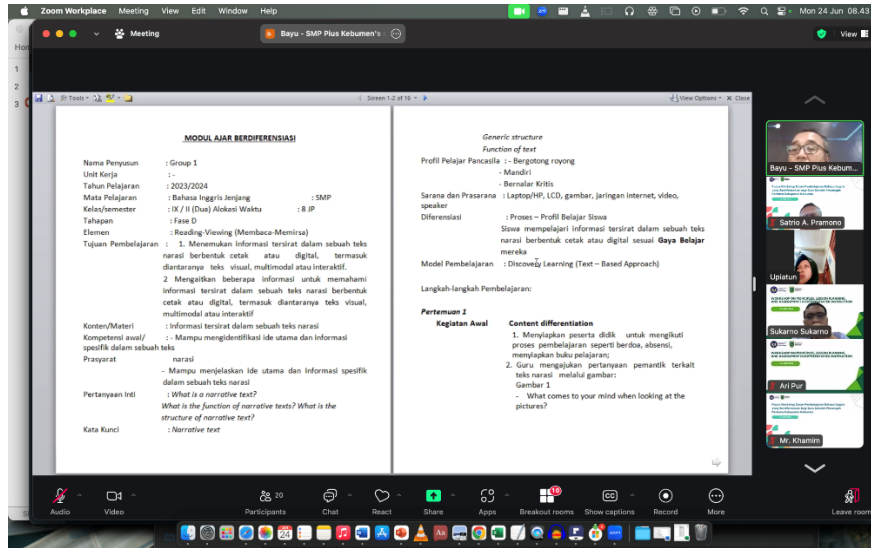 Zoom Workplace Meeting View Edit Window Help
Mon 24 Jun 08.43
Meeting
Bayu - SMP Pius Kebumen's
View
1
2
3
Tools
Screen 1-2 of 16
View Options
Close
MODUL AJAR BERDIFERENSIASI
Nama Penyusun : Group 1
Unit Kerja : -
Tahun Pelajaran : 2023/2024
Mata Pelajaran : Bahasa Inggris Jenjang : SMP
Kelas/semester : IX / II (Dua) Alokasi Waktu : 8 JP
Tahapan : Fase D
Elemen : Reading-Viewing (Membaca-Memirsa)
Tujuan Pembelajaran : 1. Menemukan informasi tersirat dalam sebuah teks
narasi berbentuk cetak atau digital, termasuk
diantaranya teks visual, multimodal atau interaktif.
2 Mengaitkan beberapa informasi untuk memahami
informasi tersirat dalam sebuah teks narasi berbentuk
cetak atau digital, termasuk diantaranya teks visual,
multimodal atau interaktif
Konten/Materi : Informasi tersirat dalam sebuah teks narasi
Kompetensi awal/ : - Mampu mengidentifikasi ide utama dan informasi
spesifik dalam sebuah teks
Prasyarat narasi
- Mampu menjelaskan ide utama dan informasi spesifik
dalam sebuah teks narasi
Pertanyaan Inti : What is a narrative text?
What is the function of narrative texts? What is the
structure of narrative text?
Kata Kunci : Narrative text
Generic structure
Function of text
Profil Pelajar Pancasila : - Bergotong royong
- Mandiri
- Bernalar Kritis
Sarana dan Prasarana : Laptop/HP, LCD, gambar, jaringan internet, video,
speaker
Diferensiasi : Proses – Profil Belajar Siswa
Siswa mempelajari informasi tersirat dalam sebuah teks
narasi berbentuk cetak atau digital sesuai Gaya Belajar
mereka
Model Pembelajaran : Discovery Learning (Text – Based Approach)
Langkah-langkah Pembelajaran:
Pertemuan 1
Kegiatan Awal Content differentiation
1. Menyiapkan peserta didik untuk mengikuti
proses pembelajaran seperti berdoa, absensi,
menyiapkan buku pelajaran;
2. Guru mengajukan pertanyaan pemantik terkait
teks narasi melalui gambar:
Gambar 1
- What comes to your mind when looking at the
pictures?
Bayu - SMP Pius Kebum...
Satrio A. Pramono
Upiatun
Sukarno Sukarno
Ari Pur
Mr. Khamim
Audio
Video
20
Participants
Chat
React
Share
Apps
10
Breakout rooms
CC
Show captions
Record
More
Leave room
24